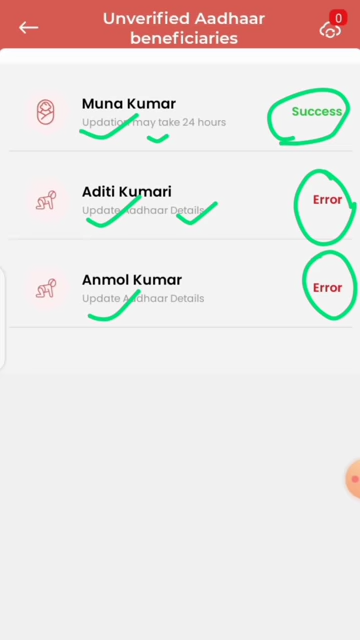 Unverified Aadhaar
beneficiaries
0
Muna Kumar
Updation may take 24 hours
Success
Aditi Kumari
Update Aadhaar Details
Error
Anmol Kumar
Update Aadhaar Details
Error